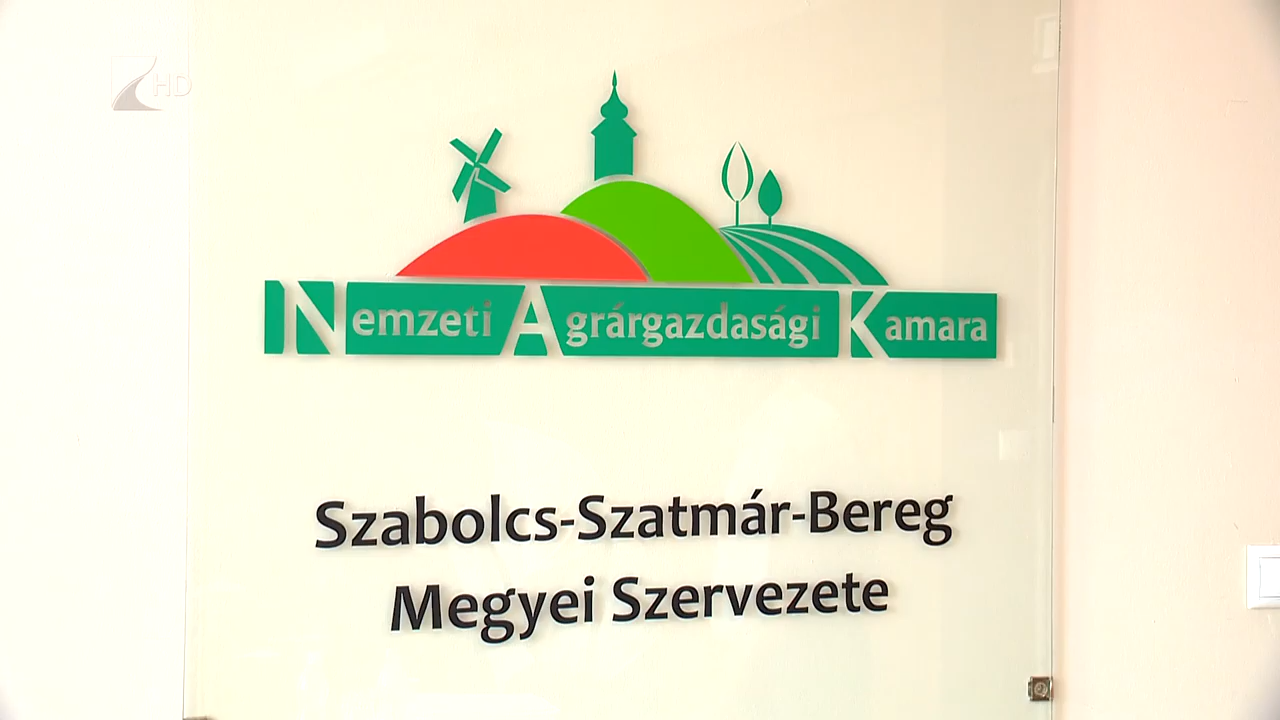 HD
Nemzeti Agrárgazdasági Kamara
Szabolcs-Szatmár-Bereg
Megyei Szervezete